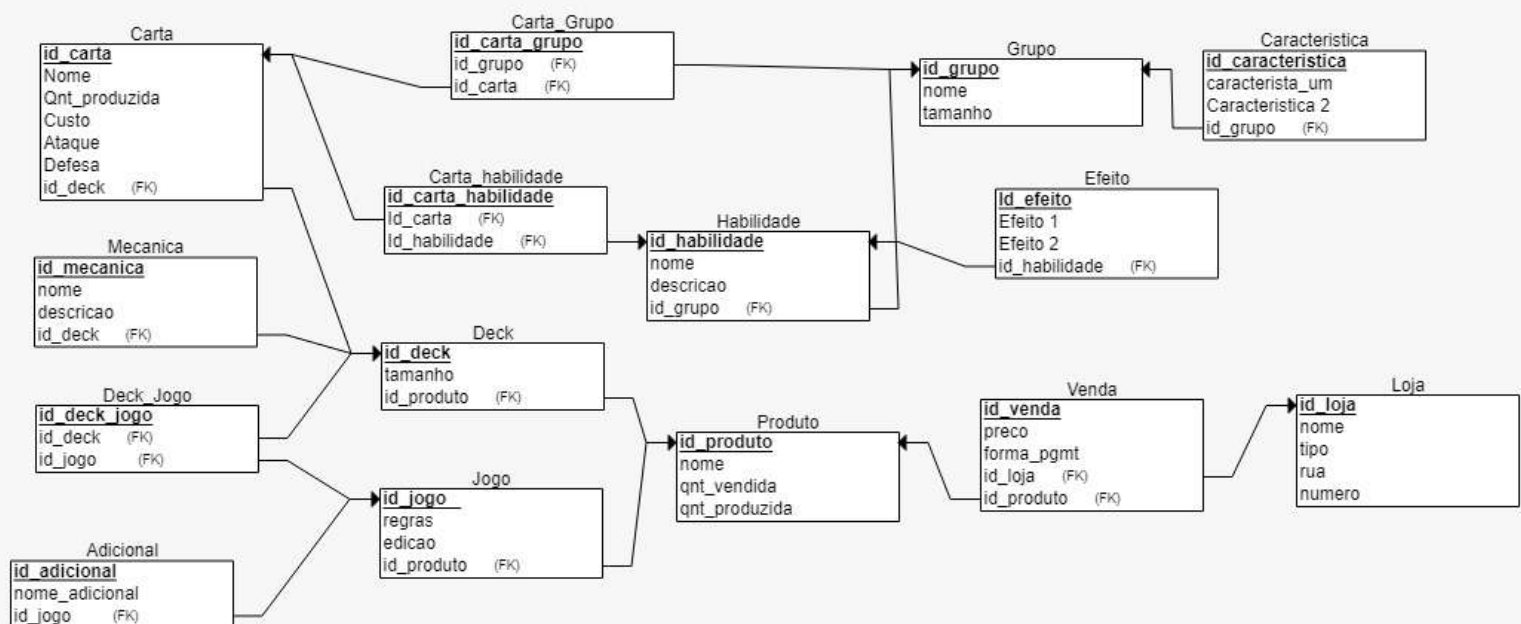 Carta
id_carta
Nome
Qnt_produzida
Custo
Ataque
Defesa
id_deck (FK)
Carta_Grupo
id_carta_grupo
id_grupo (FK)
id_carta (FK)
Grupo
id_grupo
nome
tamanho
Caracteristica
id_caracteristica
caracterista_um
Caracteristica 2
id_grupo (FK)
Carta_habilidade
id_carta_habilidade
Id_carta (FK)
Id_habilidade (FK)
Habilidade
id_habilidade
nome
descricao
id_grupo (FK)
Efeito
Id_efeito
Efeito 1
Efeito 2
id_habilidade (FK)
Mecanica
id_mecanica
nome
descricao
id_deck (FK)
Deck
id_deck
tamanho
id_produto (FK)
Deck_Jogo
id_deck_jogo
id_deck (FK)
id_jogo (FK)
Produto
id_produto
nome
qnt_vendida
qnt_produzida
Venda
id_venda
preco
forma_pgmt
id_loja (FK)
id_produto (FK)
Loja
id_loja
nome
tipo
rua
numero
Jogo
id_jogo
regras
edicao
id_produto (FK)
Adicional
id_adicional
nome_adicional
id_jogo (FK)